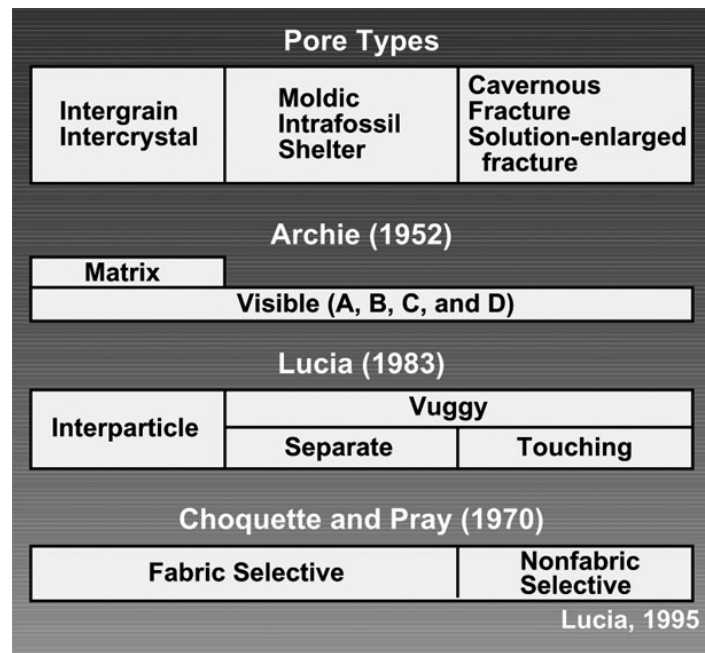 Pore Types
Intergrain
Intercrystal
Moldic
Intrafossil
Shelter
Cavernous
Fracture
Solution-enlarged
fracture
Archie (1952)
Matrix
Visible (A, B, C, and D)
Lucia (1983)
Interparticle
Vuggy
Separate
Touching
Choquette and Pray (1970)
Fabric Selective
Nonfabric
Selective
Lucia, 1995